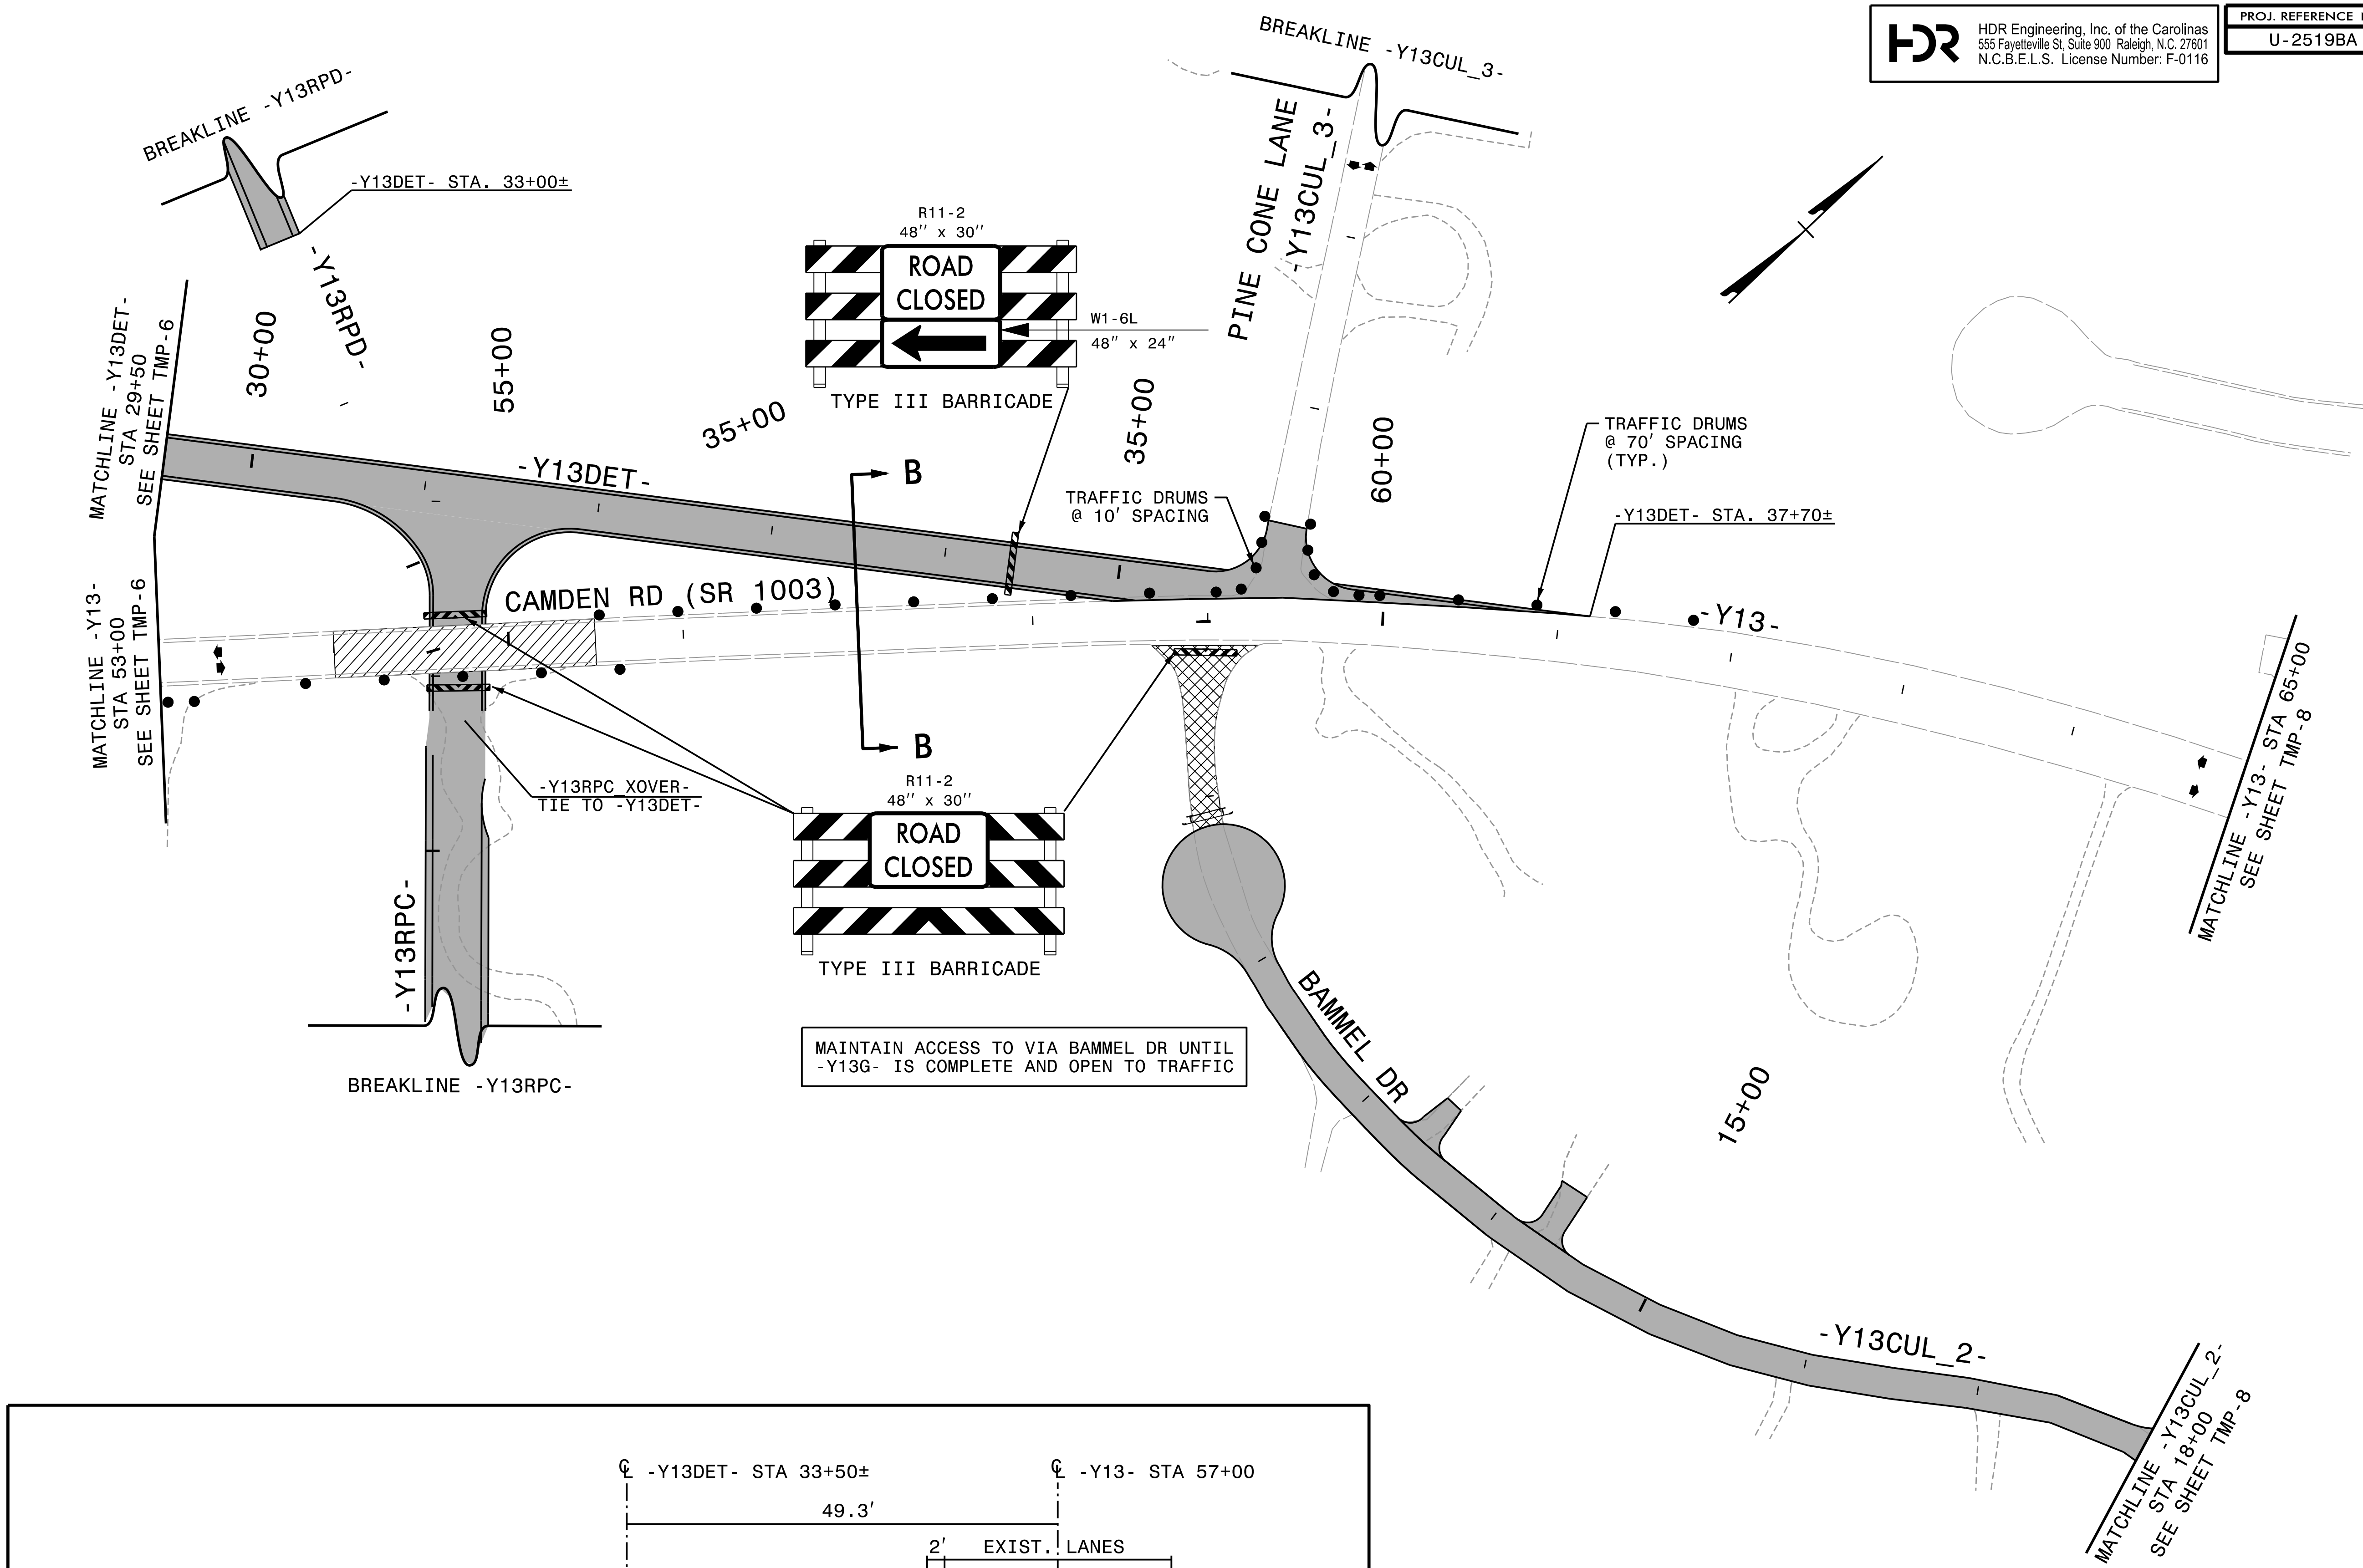 HDR
HDR Engineering, Inc. of the Carolinas
555 Fayetteville St, Suite 900 Raleigh, N.C. 27601
N.C.B.E.L.S. License Number: F-0116
PROJ. REFERENCE
U-2519BA
BREAKLINE -Y13RPD-
-Y13DET- STA. 33+00±
-Y13RPD-
BREAKLINE -Y13CUL_3-
PINE CONE LANE
-Y13CUL_3-
R11-2
48" x 30"
ROAD
CLOSED
W1-6L
48" x 24"
TYPE III BARRICADE
MATCHLINE -Y13DET-
STA 29+50
SEE SHEET TMP-6
30+00
55+00
35+00
35+00
60+00
TRAFFIC DRUMS
@ 70' SPACING
(TYP.)
-Y13DET-
B
TRAFFIC DRUMS
@ 10' SPACING
-Y13DET- STA. 37+70±
MATCHLINE -Y13-
STA 53+00
SEE SHEET TMP-6
CAMDEN RD (SR 1003)
-Y13-
MATCHLINE -Y13- STA 65+00
SEE SHEET TMP-8
B
-Y13RPC_XOVER-
TIE TO -Y13DET-
R11-2
48" x 30"
ROAD
CLOSED
TYPE III BARRICADE
-Y13RPC-
BREAKLINE -Y13RPC-
MAINTAIN ACCESS TO VIA BAMMEL DR UNTIL
-Y13G- IS COMPLETE AND OPEN TO TRAFFIC
BAMMEL DR
15+00
-Y13CUL_2-
MATCHLINE -Y13CUL_2-
STA 18+00
SEE SHEET TMP-8
℄ -Y13DET- STA 33+50±
℄ -Y13- STA 57+00
49.3'
2' EXIST. LANES